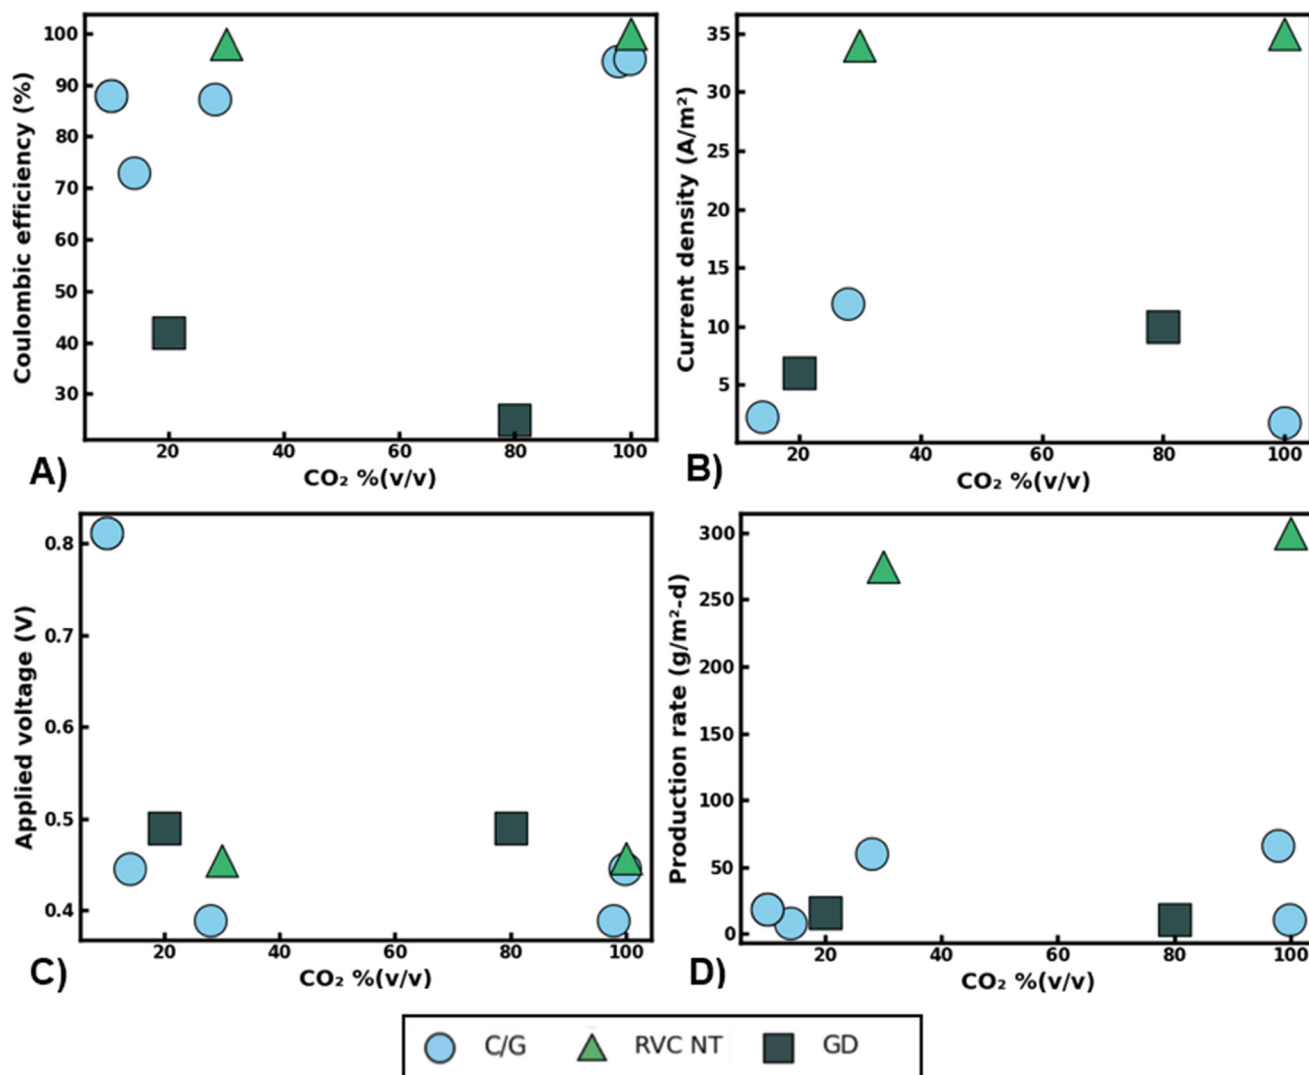 100
90
80
70
60
50
40
30
Coulombic efficiency (%)
20 40 60 80 100
CO₂ %(v/v)
A)
35
30
25
20
15
10
5
Current density (A/m²)
20 40 60 80 100
CO₂ %(v/v)
B)
0.8
0.7
0.6
0.5
0.4
Applied voltage (V)
20 40 60 80 100
CO₂ %(v/v)
C)
300
250
200
150
100
50
0
Production rate (g/m²-d)
20 40 60 80 100
CO₂ %(v/v)
D)
C/G RVC NT GD